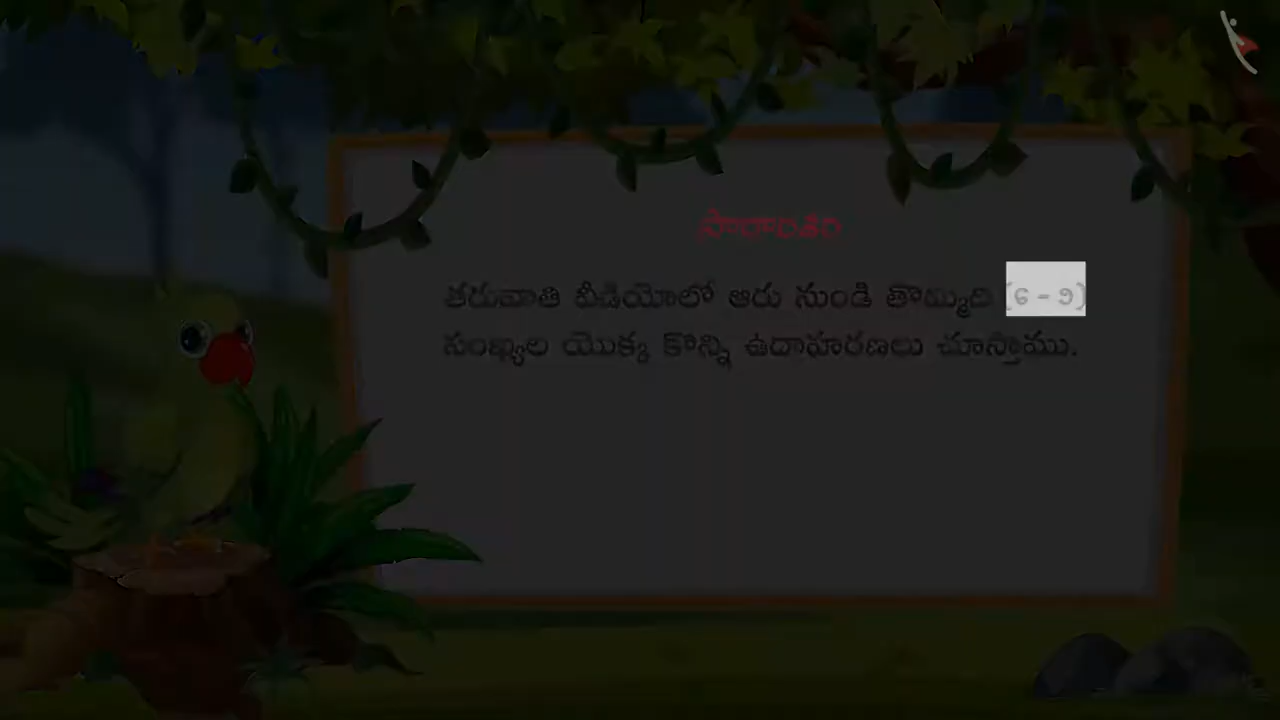 సారాంశం
తరువాతి వీడియోలో ఆరు నుండి తొమ్మిది (౬ - ౯)
సంఖ్యల యొక్క కొన్ని ఉదాహరణలు చూస్తాము.